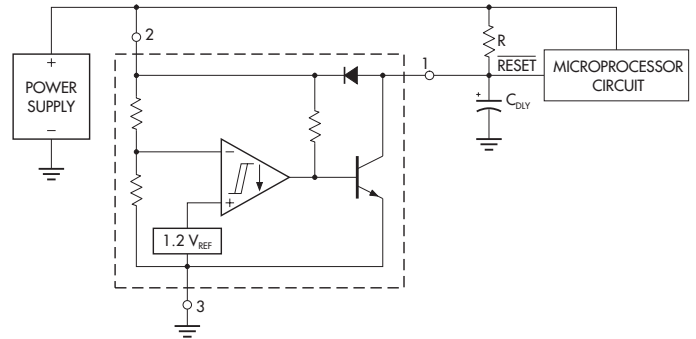 +
2
POWER
SUPPLY
−
1
R
RESET
+
C_DLY
MICROPROCESSOR
CIRCUIT
−
+
1.2 V_REF
3